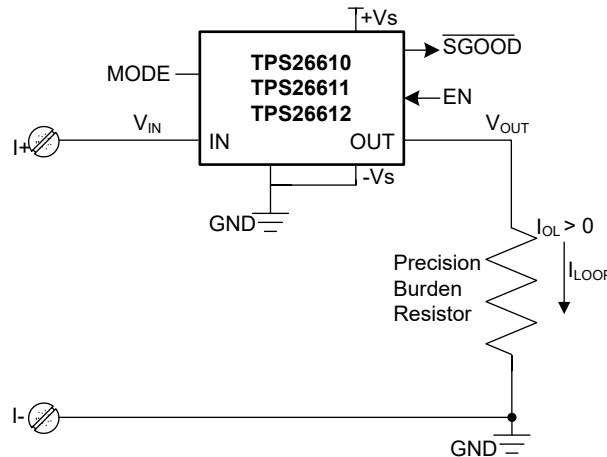 +Vs
SGOOD
MODE
TPS26610
TPS26611
TPS26612
EN
VIN
VOUT
I+
IN
OUT
-Vs
GND
IOL > 0
ILOOP
Precision
Burden
Resistor
I-
GND